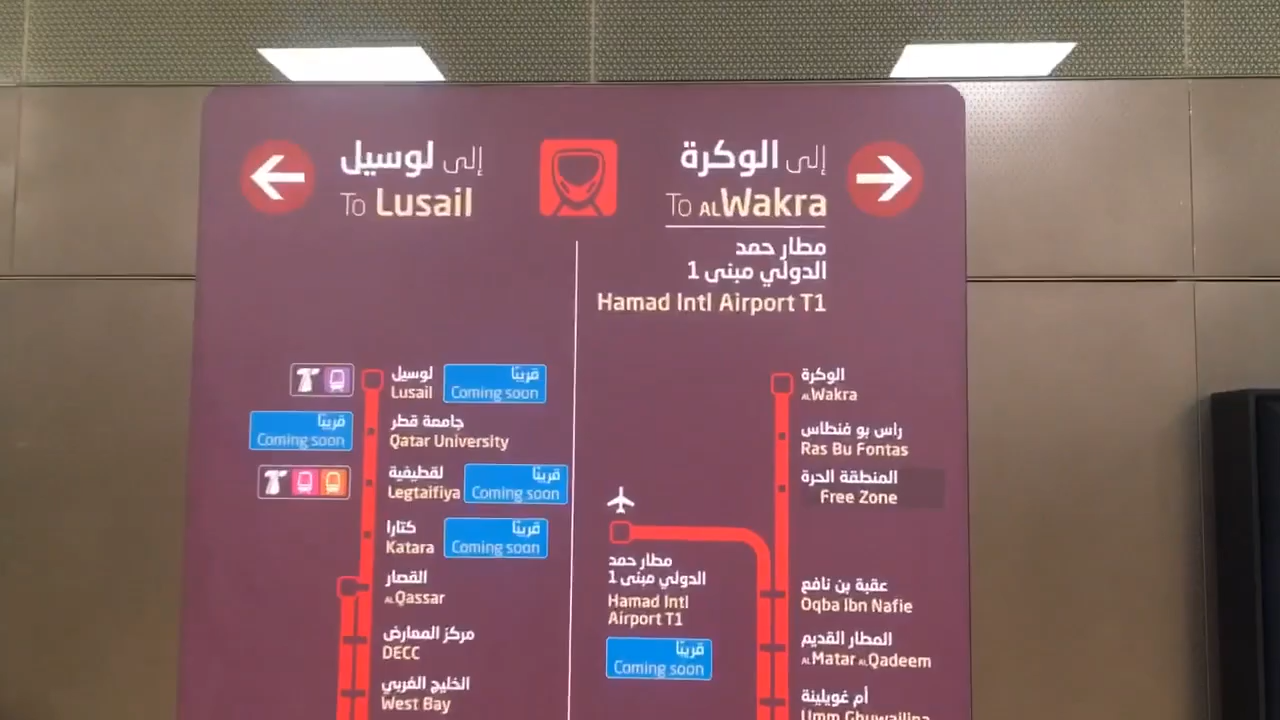 إلى لوسيل
To Lusail
إلى الوكرة
To AL Wakra
مطار حمد
الدولي مبنى 1
Hamad Intl Airport T1
لوسيل
Lusail
قريبًا
Coming soon
جامعة قطر
Qatar University
قريبًا
Coming soon
لقطيفية
Legtaifiya
قريبًا
Coming soon
كتارا
Katara
قريبًا
Coming soon
القصار
AL Qassar
مركز المعارض
DECC
الخليج الغربي
West Bay
الوكرة
AL Wakra
راس بو فنطاس
Ras Bu Fontas
المنطقة الحرة
Free Zone
مطار حمد
الدولي مبنى 1
Hamad Intl
Airport T1
قريبًا
Coming soon
عقبة بن نافع
Oqba Ibn Nafie
المطار القديم
AL Matar AL Qadeem
أم غويلينة
Umm Ghuwailina